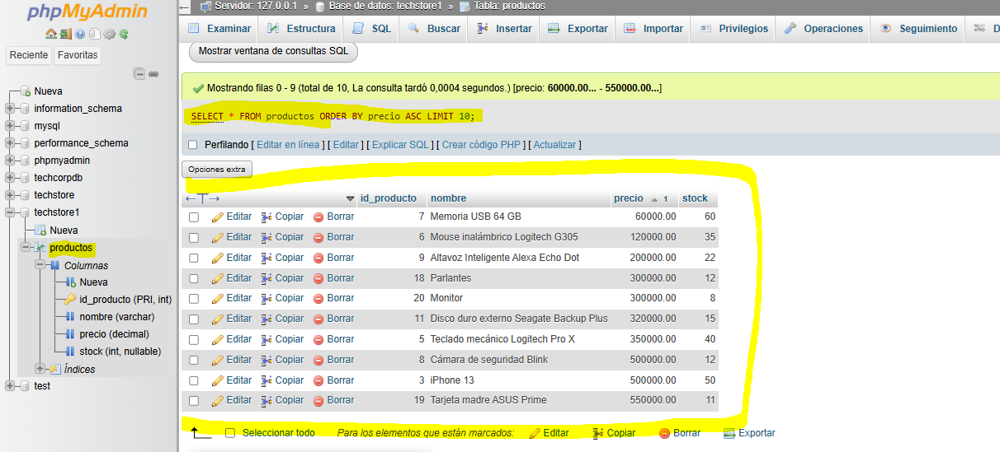 phpMyAdmin
Reciente Favoritas
Nueva
information_schema
mysql
performance_schema
phpmyadmin
techcorpdb
techstore
techstore1
Nueva
productos
Columnas
Nueva
id_producto (PRI, int)
nombre (varchar)
precio (decimal)
stock (int, nullable)
Índices
test
Servidor: 127.0.0.1 » Base de datos: techstore1 » Tabla: productos
Examinar Estructura SQL Buscar Insertar Exportar Importar Privilegios Operaciones Seguimiento D
Mostrar ventana de consultas SQL
Mostrando filas 0 - 9 (total de 10, La consulta tardó 0,0004 segundos.) [precio: 60000.00... - 550000.00...]
SELECT * FROM productos ORDER BY precio ASC LIMIT 10;
Perfilando [ Editar en línea ] [ Editar ] [ Explicar SQL ] [ Crear código PHP ] [ Actualizar ]
Opciones extra
←T→ id_producto nombre precio 1 stock
Editar Copiar Borrar 7 Memoria USB 64 GB 60000.00 60
Editar Copiar Borrar 6 Mouse inalámbrico Logitech G305 120000.00 35
Editar Copiar Borrar 9 Altavoz Inteligente Alexa Echo Dot 200000.00 22
Editar Copiar Borrar 18 Parlantes 300000.00 12
Editar Copiar Borrar 20 Monitor 300000.00 8
Editar Copiar Borrar 11 Disco duro externo Seagate Backup Plus 320000.00 15
Editar Copiar Borrar 5 Teclado mecánico Logitech Pro X 350000.00 40
Editar Copiar Borrar 8 Cámara de seguridad Blink 500000.00 12
Editar Copiar Borrar 3 iPhone 13 500000.00 50
Editar Copiar Borrar 19 Tarjeta madre ASUS Prime 550000.00 11
Seleccionar todo Para los elementos que están marcados: Editar Copiar Borrar Exportar